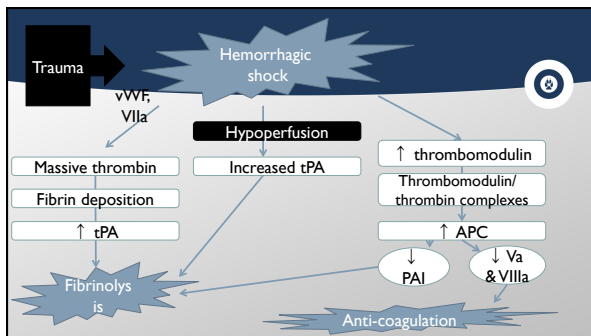 Trauma
Hemorrhagic
shock
vWF,
VIIa
Hypoperfusion
Massive thrombin
Increased tPA
↑ thrombomodulin
Fibrin deposition
Thrombomodulin/
thrombin complexes
↑ tPA
↑ APC
↓
PAI
↓ Va
& VIIIa
Fibrinolys
is
Anti-coagulation